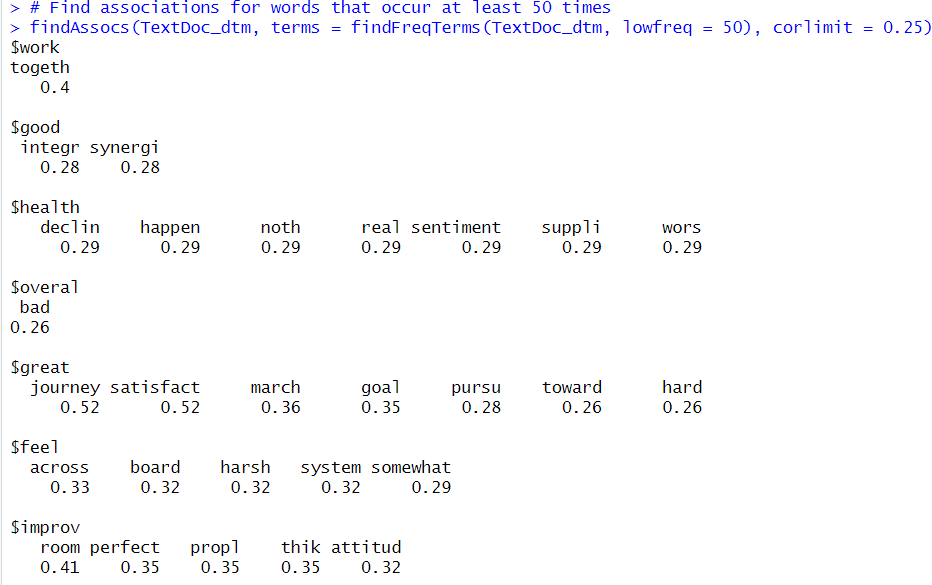 > # Find associations for words that occur at least 50 times
> findAssocs(TextDoc_dtm, terms = findFreqTerms(TextDoc_dtm, lowfreq = 50), corlimit = 0.25)
$work
togeth
0.4
$good
integr synergi
0.28 0.28
$health
declin happen noth real sentiment suppli wors
0.29 0.29 0.29 0.29 0.29 0.29 0.29
$overal
bad
0.26
$great
journey satisfact march goal pursu toward hard
0.52 0.52 0.36 0.35 0.28 0.26 0.26
$feel
across board harsh system somewhat
0.33 0.32 0.32 0.32 0.29
$improv
room perfect propl thik attitud
0.41 0.35 0.35 0.35 0.32